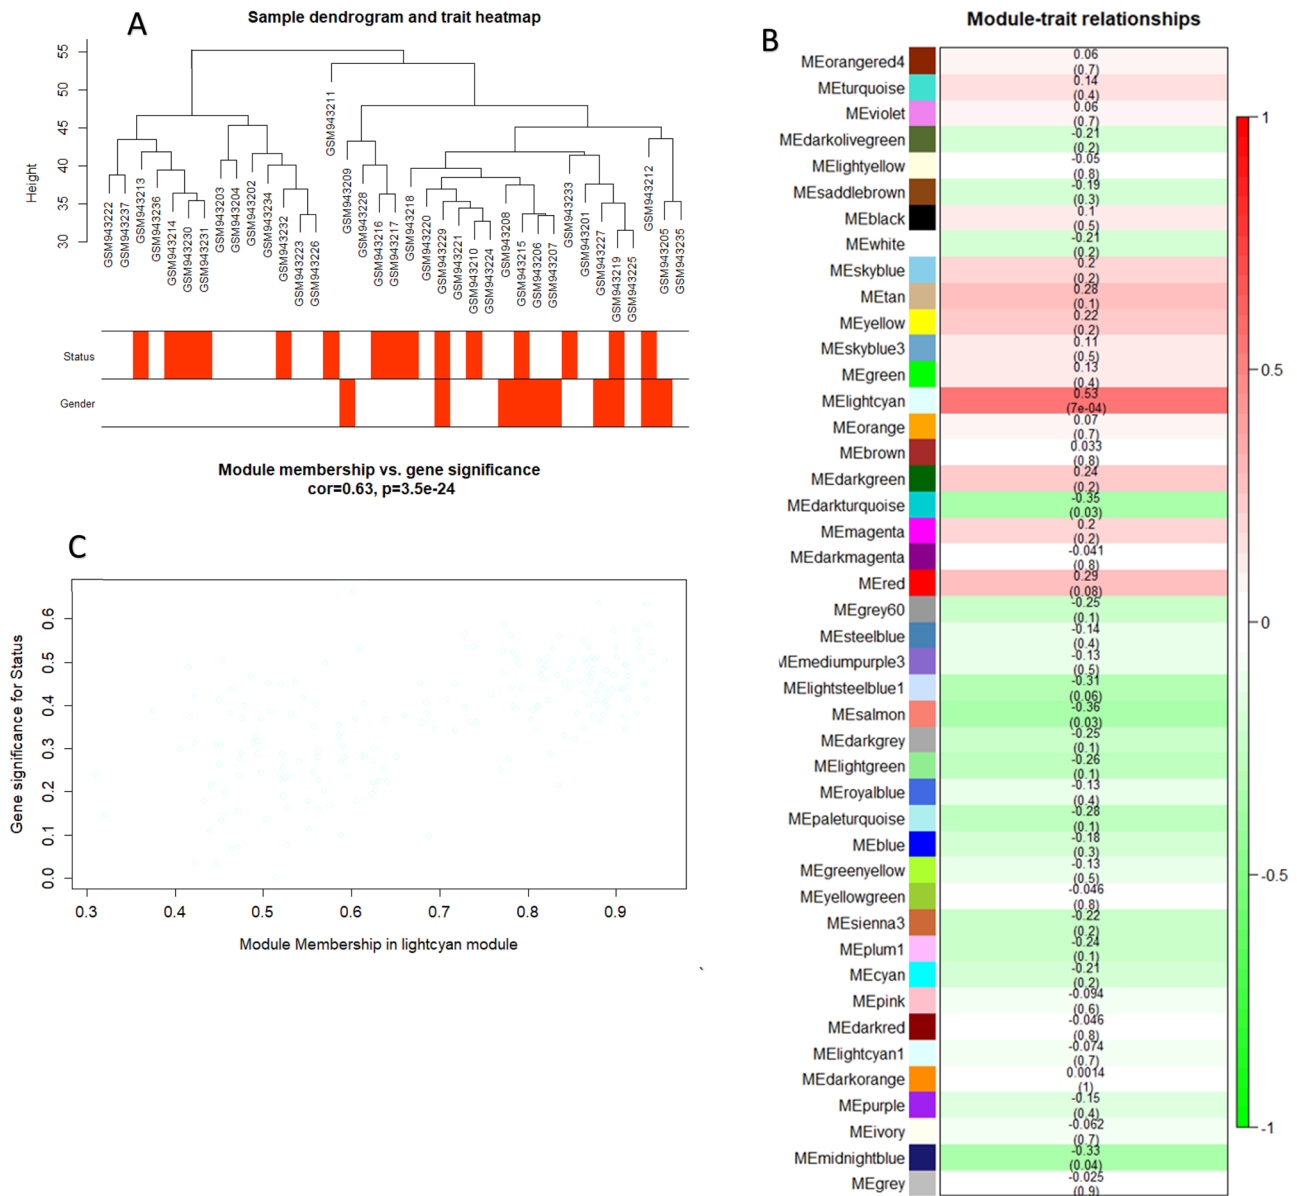 A
Sample dendrogram and trait heatmap
Height
55
50
45
40
35
30
GSM943222
GSM943237
GSM943213
GSM943236
GSM943214
GSM943230
GSM943231
GSM943203
GSM943204
GSM943202
GSM943234
GSM943232
GSM943223
GSM943226
GSM943211
GSM943209
GSM943228
GSM943216
GSM943217
GSM943218
GSM943220
GSM943229
GSM943221
GSM943210
GSM943224
GSM943208
GSM943215
GSM943206
GSM943207
GSM943233
GSM943201
GSM943227
GSM943219
GSM943225
GSM943212
GSM943205
GSM943235
Status
Gender
Module membership vs. gene significance
cor=0.63, p=3.5e-24
C
Gene significance for Status
0.6
0.5
0.4
0.3
0.2
0.1
0.0
0.3 0.4 0.5 0.6 0.7 0.8 0.9
Module Membership in lightcyan module
B
Module-trait relationships
MEorangered4 0.06 (0.7)
MEturquoise 0.14 (0.4)
MEviolet 0.06 (0.7)
MEdarkolivegreen -0.21 (0.2)
MElightyellow -0.05 (0.8)
MEsaddlebrown -0.19 (0.3)
MEblack 0.1 (0.5)
MEwhite -0.21 (0.2)
MEskyblue 0.2 (0.2)
MEtan 0.28 (0.1)
MEyellow 0.22 (0.2)
MEskyblue3 0.11 (0.5)
MEgreen 0.13 (0.4)
MElightcyan 0.53 (7e-04)
MEorange 0.07 (0.7)
MEbrown 0.033 (0.8)
MEdarkgreen 0.24 (0.2)
MEdarkturquoise -0.35 (0.03)
MEmagenta 0.2 (0.2)
MEdarkmagenta -0.041 (0.8)
MEred 0.29 (0.08)
MEgrey60 -0.25 (0.1)
MEsteelblue -0.14 (0.4)
MEmediumpurple3 -0.13 (0.5)
MElightsteelblue1 -0.31 (0.06)
MEsalmon -0.36 (0.03)
MEdarkgrey -0.25 (0.1)
MElightgreen -0.26 (0.1)
MEroyalblue -0.13 (0.4)
MEpaleturquoise -0.28 (0.1)
MEblue -0.18 (0.3)
MEgreenyellow -0.13 (0.5)
MEyellowgreen -0.046 (0.8)
MEsienna3 -0.22 (0.2)
MEplum1 -0.24 (0.1)
MEcyan -0.21 (0.2)
MEpink -0.094 (0.6)
MEdarkred -0.046 (0.8)
MElightcyan1 -0.074 (0.7)
MEdarkorange 0.0014 (1)
MEpurple -0.15 (0.4)
MEivory -0.062 (0.7)
MEmidnightblue -0.33 (0.04)
MEgrey -0.025 (0.9)
1
0.5
0
-0.5
-1